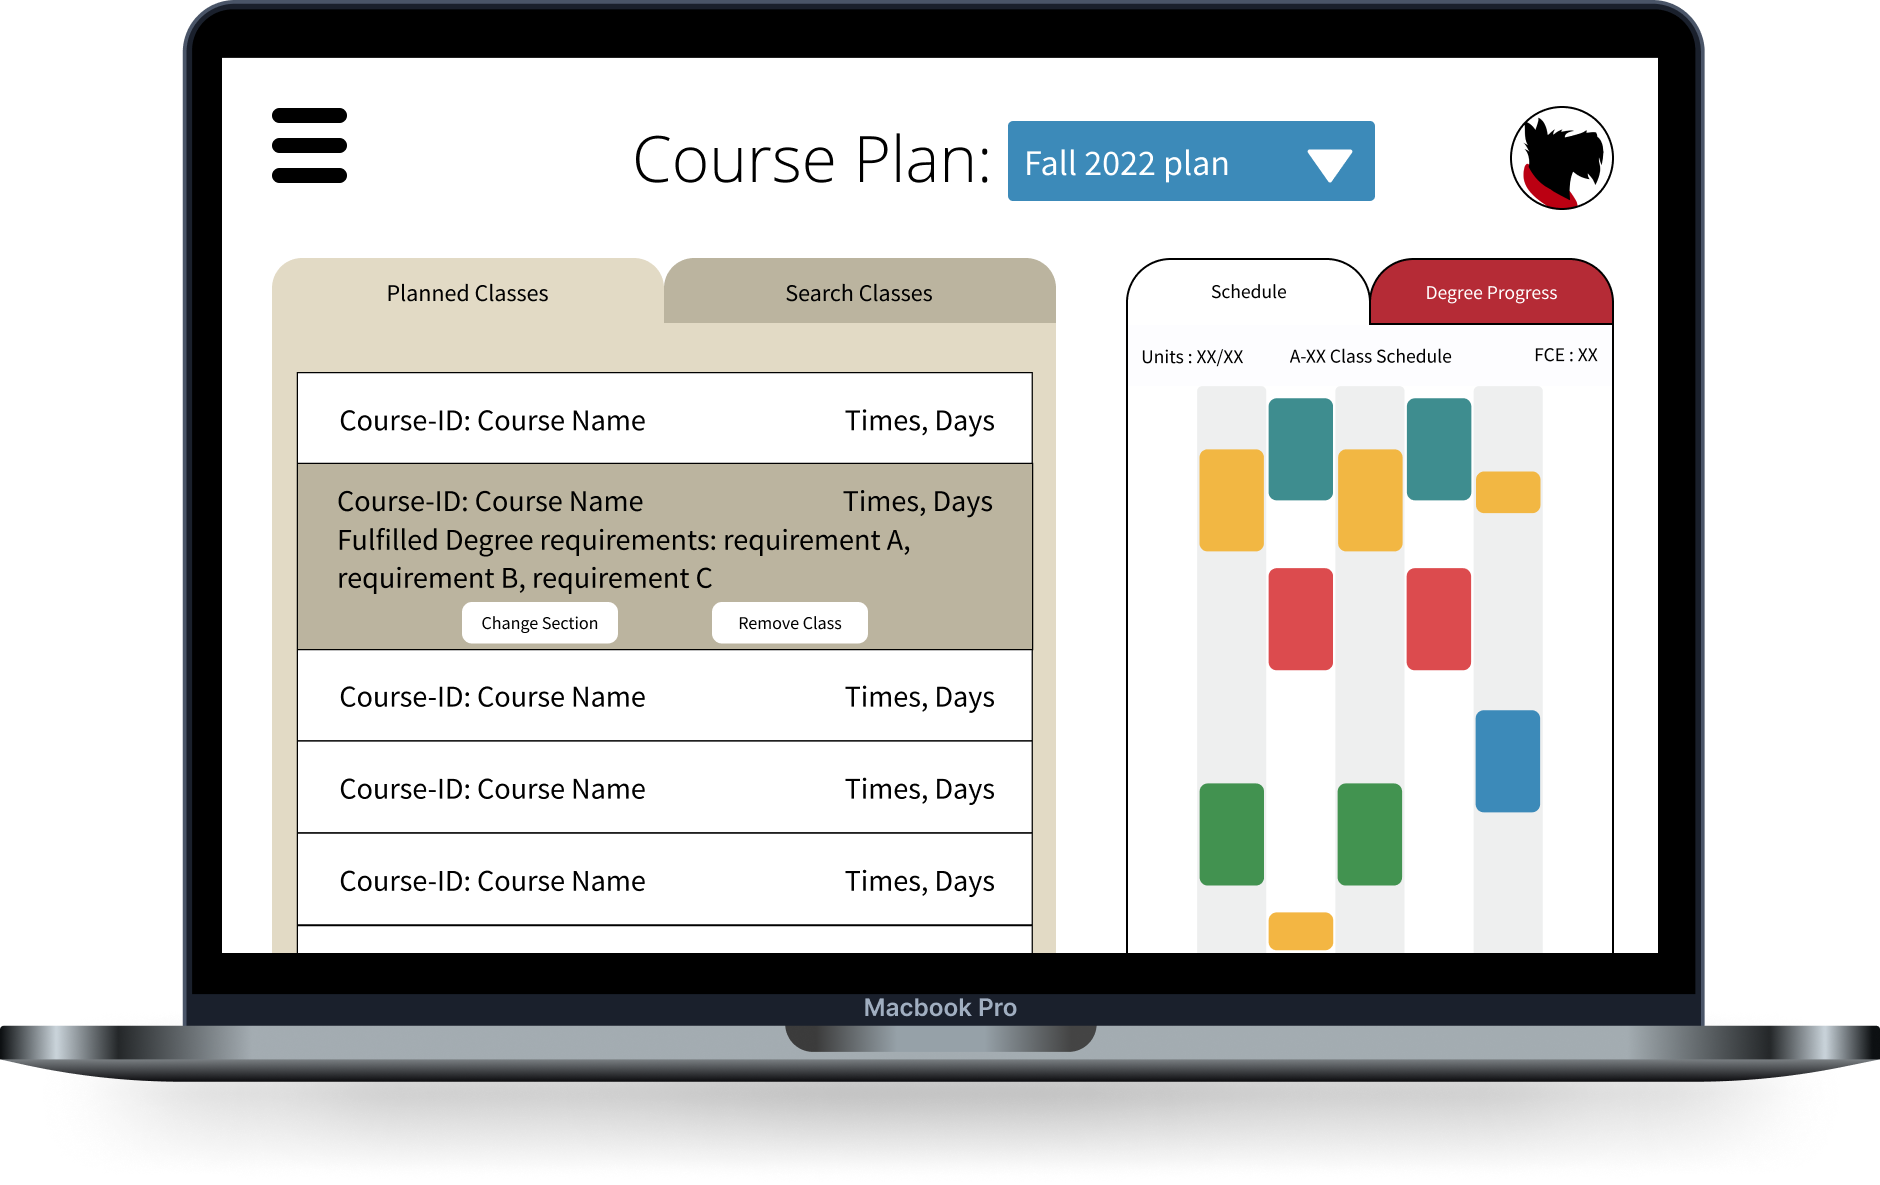 Course Plan: Fall 2022 plan
Planned Classes
Search Classes
Course-ID: Course Name Times, Days
Course-ID: Course Name Times, Days
Fulfilled Degree requirements: requirement A,
requirement B, requirement C
Change Section Remove Class
Course-ID: Course Name Times, Days
Course-ID: Course Name Times, Days
Course-ID: Course Name Times, Days
Schedule
Degree Progress
Units : XX/XX A-XX Class Schedule FCE : XX
Macbook Pro